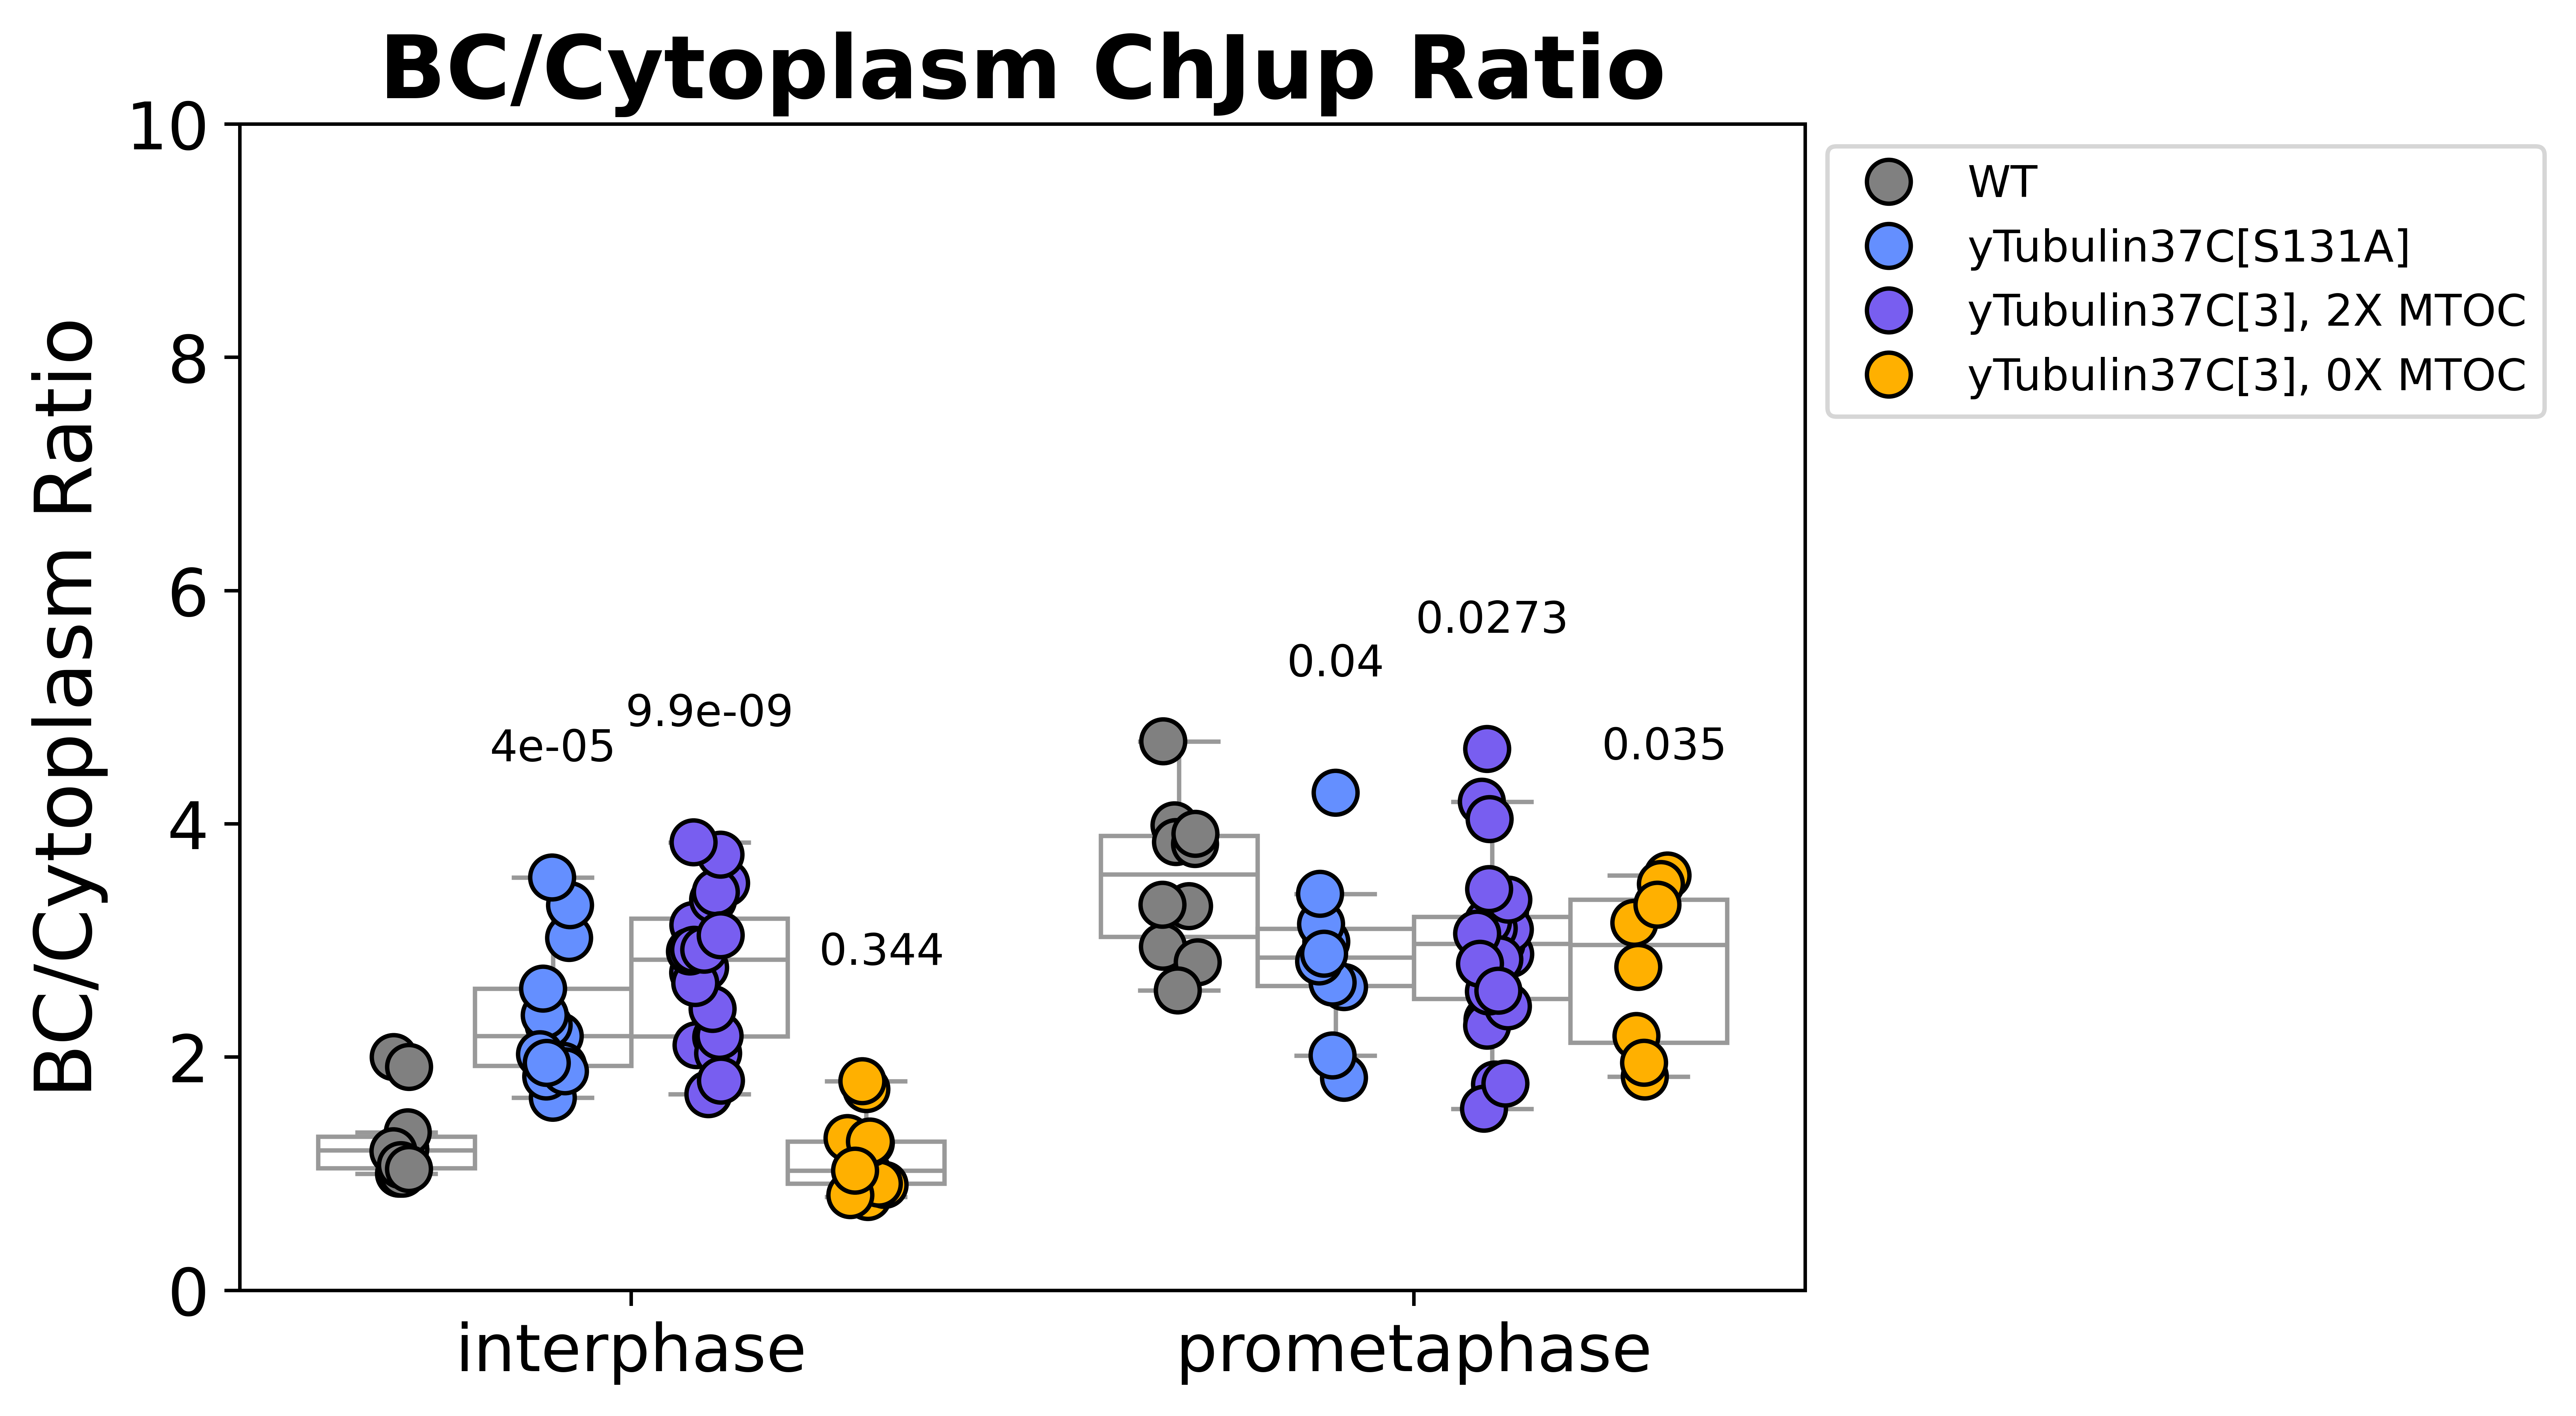 BC/Cytoplasm ChJup Ratio
BC/Cytoplasm Ratio
10
8
6
4
2
0
WT
yTubulin37C[S131A]
yTubulin37C[3], 2X MTOC
yTubulin37C[3], 0X MTOC
4e-05
9.9e-09
0.344
0.04
0.0273
0.035
interphase
prometaphase